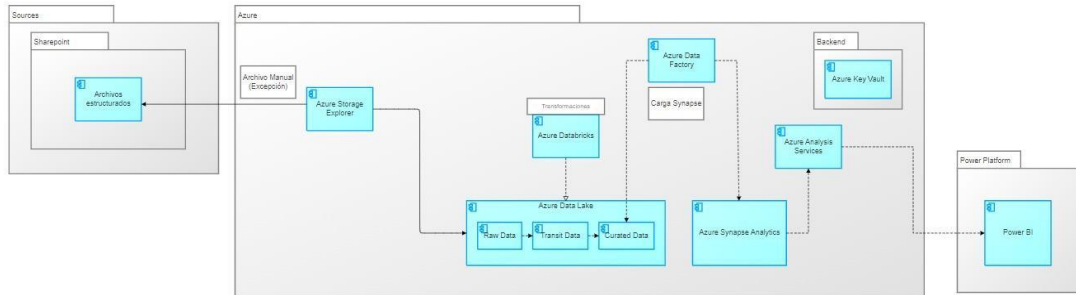 Sources
Sharepoint
Archivos
estructurados
Azure
Archivo Manual
(Excepción)
Azure Storage
Explorer
Transformaciones
Azure Databricks
Azure Data
Factory
Carga Synapse
Backend
Azure Key Vault
Azure Analysis
Services
Azure Data Lake
Raw Data
Transit Data
Curated Data
Azure Synapse Analytics
Power Platform
Power BI